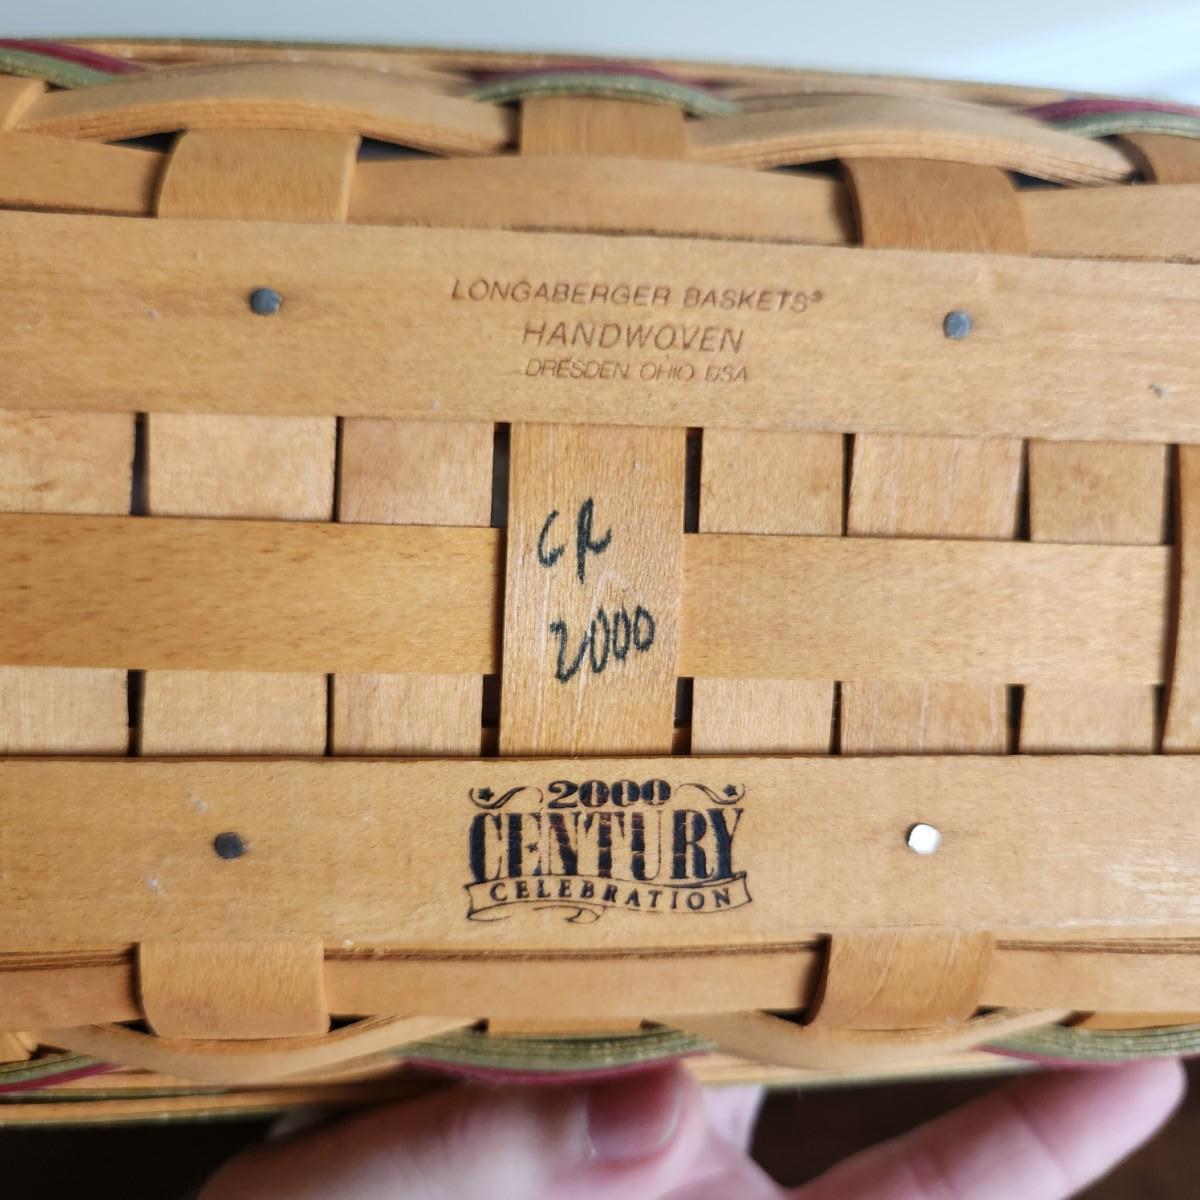 LONGABERGER BASKETS®
HANDWOVEN
DRESDEN, OHIO USA
CR
2000
2000
CENTURY
CELEBRATION